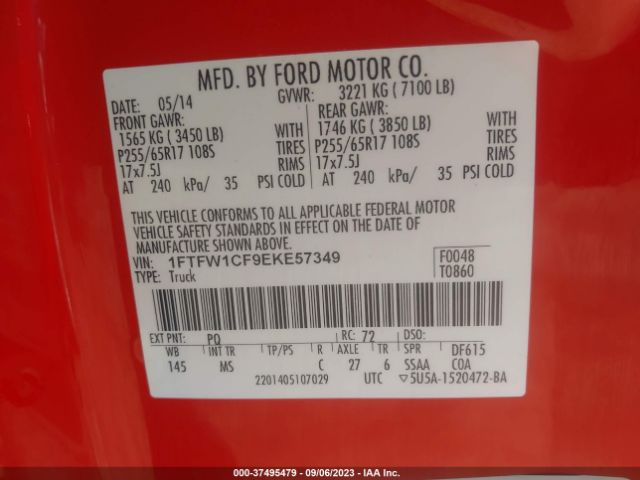 MFD. BY FORD MOTOR CO.
DATE: 05/14 GVWR: 3221 KG ( 7100 LB)
FRONT GAWR: REAR GAWR:
1565 KG ( 3450 LB) WITH 1746 KG ( 3850 LB) WITH
P255/65R17 108S TIRES P255/65R17 108S TIRES
17x7.5J RIMS 17x7.5J RIMS
AT 240 kPa/ 35 PSI COLD AT 240 kPa/ 35 PSI COLD
THIS VEHICLE CONFORMS TO ALL APPLICABLE FEDERAL MOTOR
VEHICLE SAFETY STANDARDS IN EFFECT ON THE DATE OF
MANUFACTURE SHOWN ABOVE.
VIN: 1FTFW1CF9EKE57349 F0048
TYPE: Truck T0860
EXT PNT: PQ RC: 72 DSO:
WB INT TR TP/PS R AXLE TR SPR DF615
145 MS C 27 6 SSAA COA
2201405107029 UTC ▽5U5A-1520472-BA
000-37495479 - 09/06/2023 - IAA Inc.